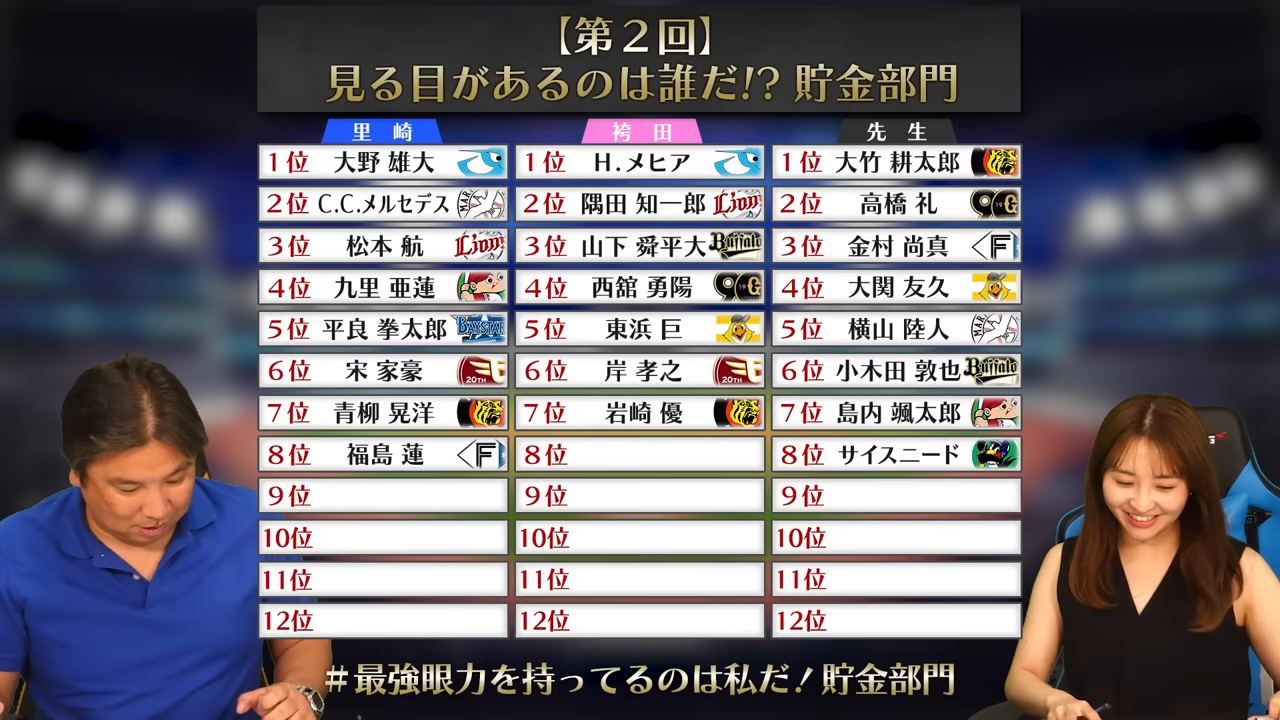 【第２回】
見る目があるのは誰だ!? 貯金部門
里 崎
1位 大野 雄大
2位 C.C.メルセデス
3位 松本 航
4位 九里 亜蓮
5位 平良 拳太郎
6位 宋 家豪
7位 青柳 晃洋
8位 福島 蓮
9位
10位
11位
12位
袴 田
1位 H.メヒア
2位 隅田 知一郎
3位 山下 舜平大
4位 西舘 勇陽
5位 東浜 巨
6位 岸 孝之
7位 岩崎 優
8位
9位
10位
11位
12位
先 生
1位 大竹 耕太郎
2位 高橋 礼
3位 金村 尚真
4位 大関 友久
5位 横山 陸人
6位 小木田 敦也
7位 島内 颯太郎
8位 サイスニード
9位
10位
11位
12位
＃最強眼力を持ってるのは私だ！貯金部門